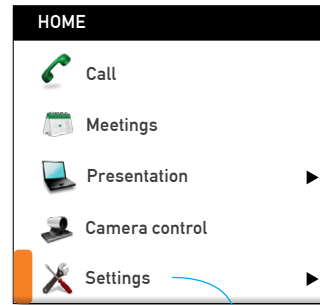 HOME
Call
Meetings
Presentation
Camera control
Settings